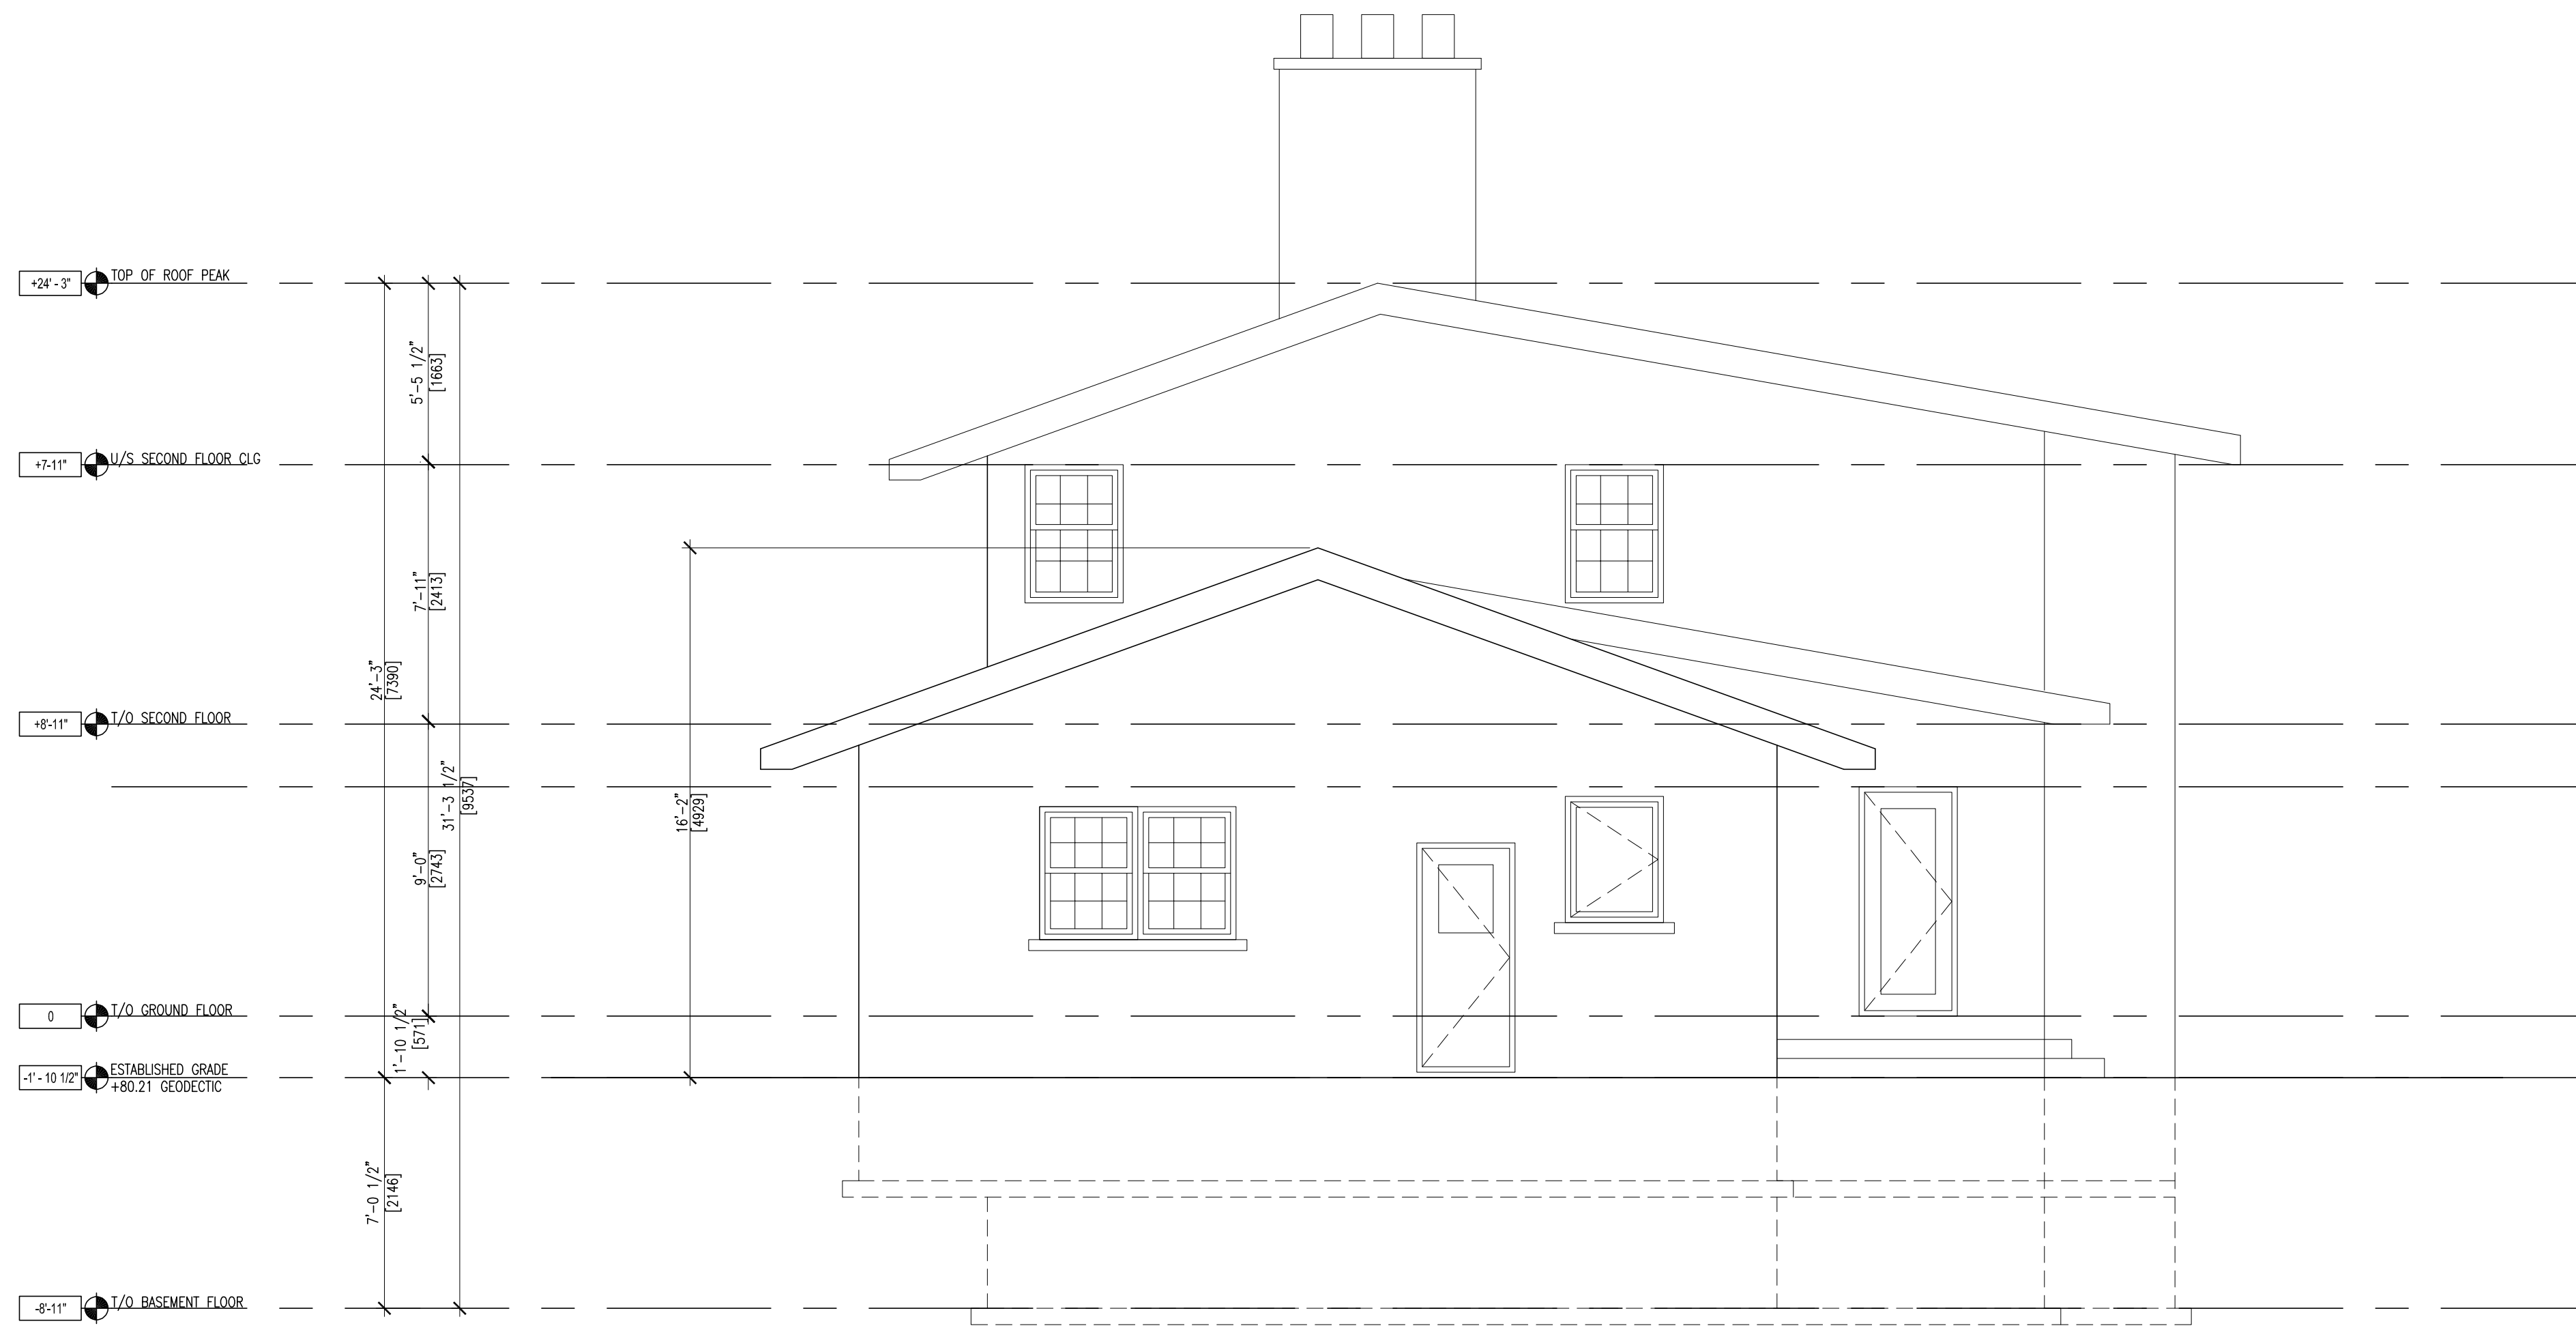 +24' - 3" TOP OF ROOF PEAK
5'-5 1/2"
[1663]
+7-11" U/S SECOND FLOOR CLG
7'-11"
[2413]
24'-3"
[7390]
+8'-11" T/O SECOND FLOOR
31'-3 1/2"
[9537]
16'-2"
[4929]
9'-0"
[2743]
0 T/O GROUND FLOOR
1'-10 1/2"
[571]
-1' - 10 1/2" ESTABLISHED GRADE
+80.21 GEODECTIC
7'-0 1/2"
[2146]
-8'-11" T/O BASEMENT FLOOR